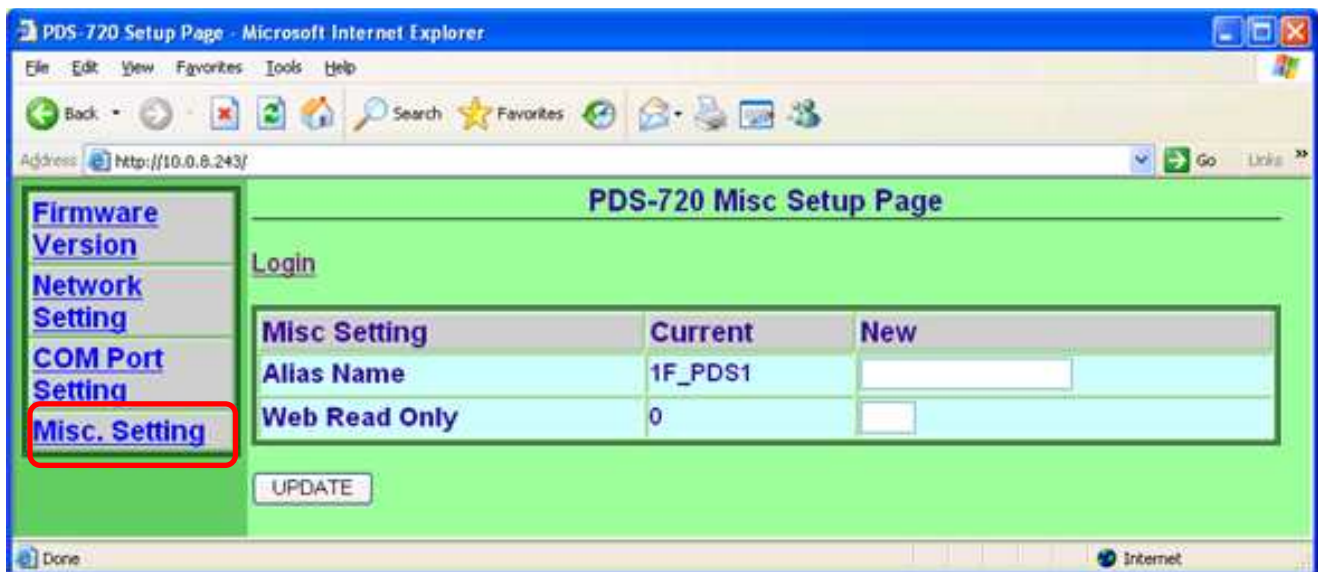 PDS-720 Setup Page - Microsoft Internet Explorer
File Edit View Favorites Tools Help
Back Search Favorites
Address http://10.0.8.243/ Go Links »
Firmware
Version
Network
Setting
COM Port
Setting
Misc. Setting
PDS-720 Misc Setup Page
Login
Misc Setting Current New
Alias Name 1F_PDS1
Web Read Only 0
UPDATE
Done Internet